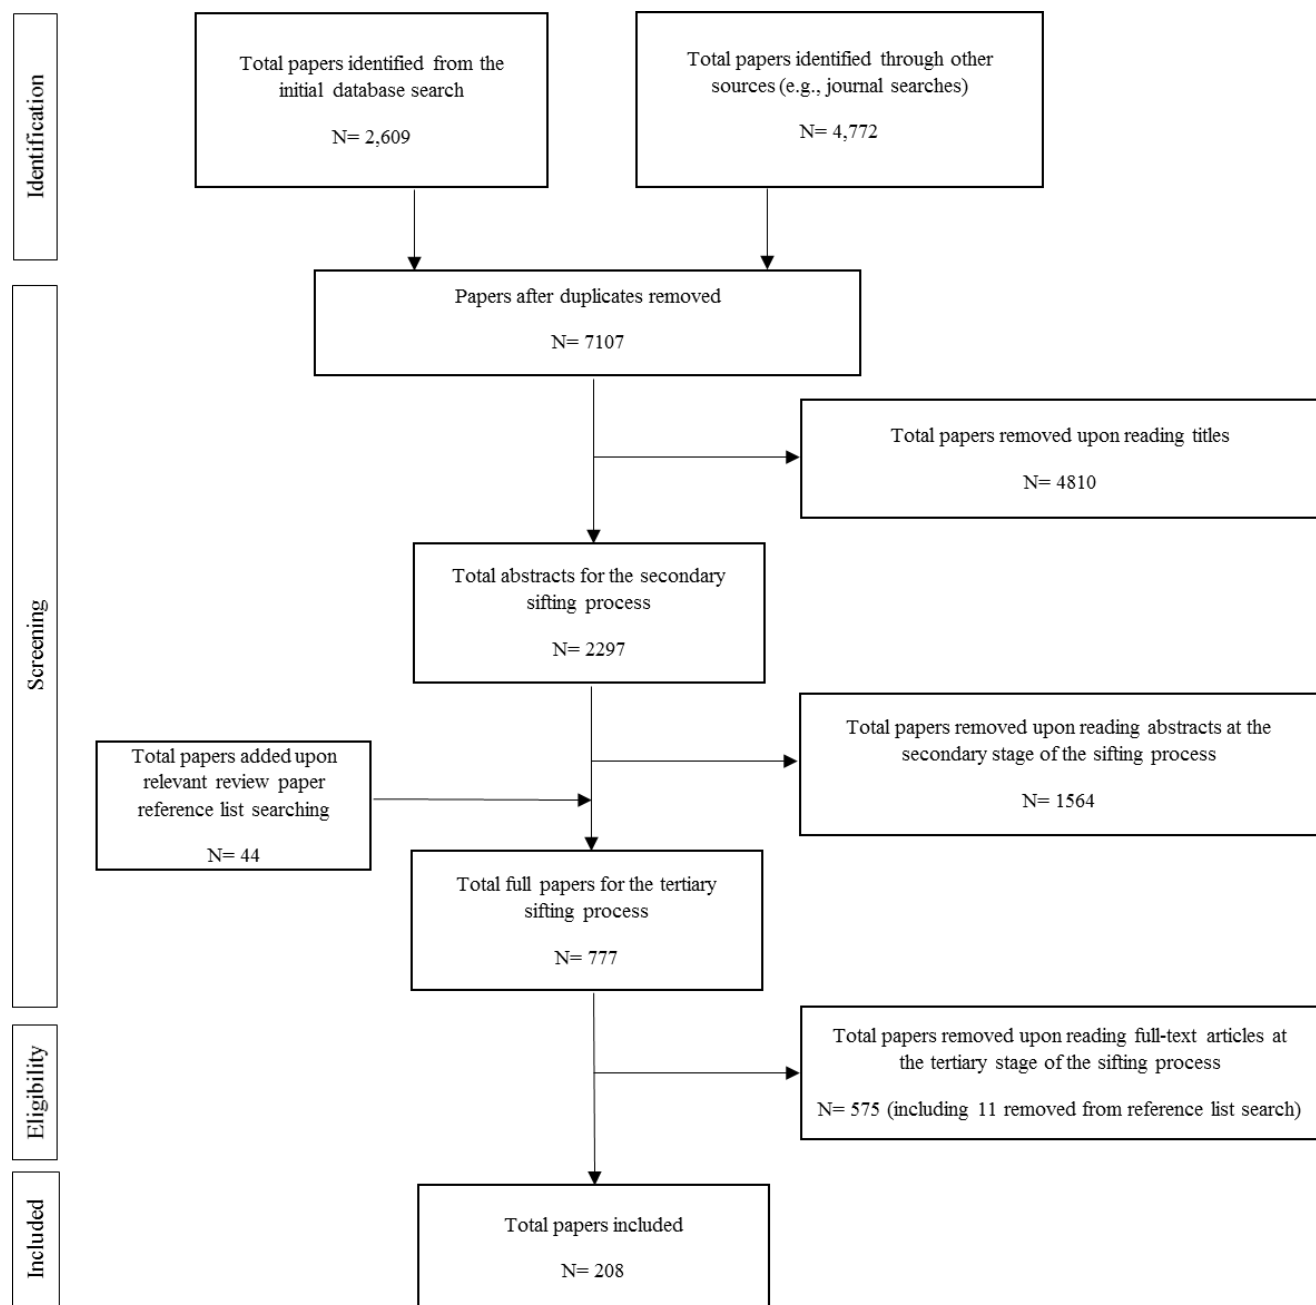 Identification
Total papers identified from the
initial database search
N= 2,609
Total papers identified through other
sources (e.g., journal searches)
N= 4,772
Screening
Papers after duplicates removed
N= 7107
Total papers removed upon reading titles
N= 4810
Total abstracts for the secondary
sifting process
N= 2297
Total papers removed upon reading abstracts at the
secondary stage of the sifting process
N= 1564
Total papers added upon
relevant review paper
reference list searching
N= 44
Total full papers for the tertiary
sifting process
N= 777
Eligibility
Total papers removed upon reading full-text articles at
the tertiary stage of the sifting process
N= 575 (including 11 removed from reference list search)
Included
Total papers included
N= 208